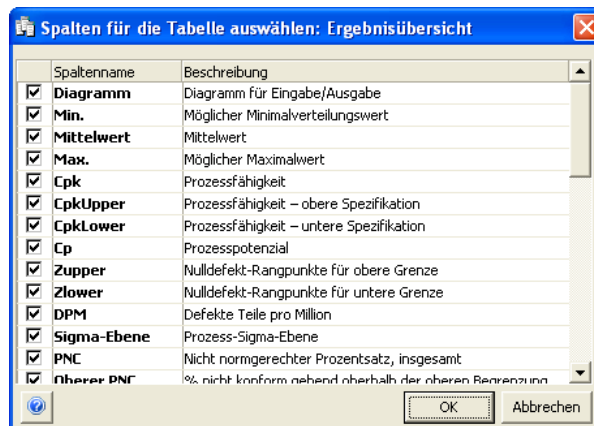 Spalten für die Tabelle auswählen: Ergebnisübersicht
Spaltenname Beschreibung
Diagramm Diagramm für Eingabe/Ausgabe
Min. Möglicher Minimalverteilungswert
Mittelwert Mittelwert
Max. Möglicher Maximalwert
Cpk Prozessfähigkeit
CpkUpper Prozessfähigkeit – obere Spezifikation
CpkLower Prozessfähigkeit – untere Spezifikation
Cp Prozesspotenzial
Zupper Nulldefekt-Rangpunkte für obere Grenze
Zlower Nulldefekt-Rangpunkte für untere Grenze
DPM Defekte Teile pro Million
Sigma-Ebene Prozess-Sigma-Ebene
PNC Nicht normgerechter Prozentsatz, insgesamt
Oberer PNC % nicht konform gehend oberhalb der oberen Begrenzung
OK Abbrechen